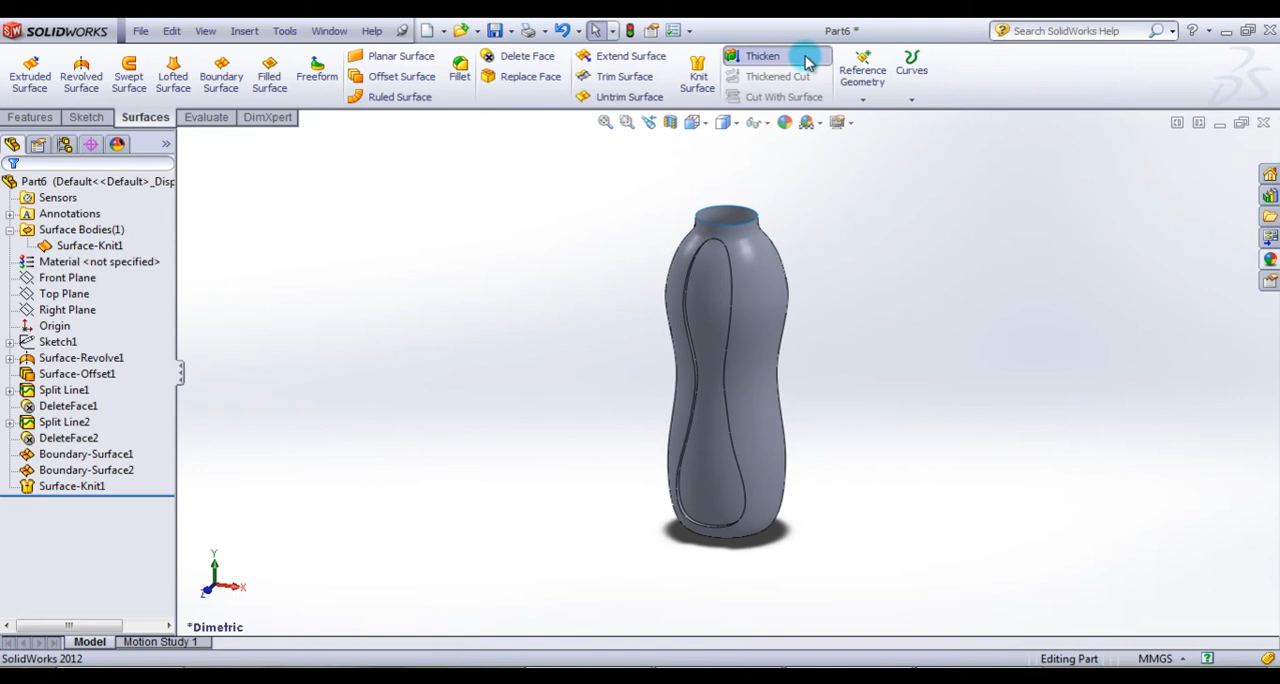 SOLIDWORKS File Edit View Insert Tools Window Help Part6 * Search SolidWorks Help
Extruded Surface Revolved Surface Swept Surface Lofted Surface Boundary Surface Filled Surface Freeform
Planar Surface
Offset Surface
Ruled Surface
Fillet
Delete Face
Replace Face
Extend Surface
Trim Surface
Untrim Surface
Knit Surface
Thicken
Thickened Cut
Cut With Surface
Reference Geometry
Curves
Features Sketch Surfaces Evaluate DimXpert
Part6 (Default<<Default>_Disp
Sensors
Annotations
Surface Bodies(1)
Surface-Knit1
Material <not specified>
Front Plane
Top Plane
Right Plane
Origin
Sketch1
Surface-Revolve1
Surface-Offset1
Split Line1
DeleteFace1
Split Line2
DeleteFace2
Boundary-Surface1
Boundary-Surface2
Surface-Knit1
Y
X
Z
*Dimetric
Model Motion Study 1
SolidWorks 2012 Editing Part MMGS